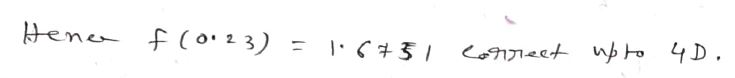 Hence f(0.23) = 1.6751 correct upto 4D.